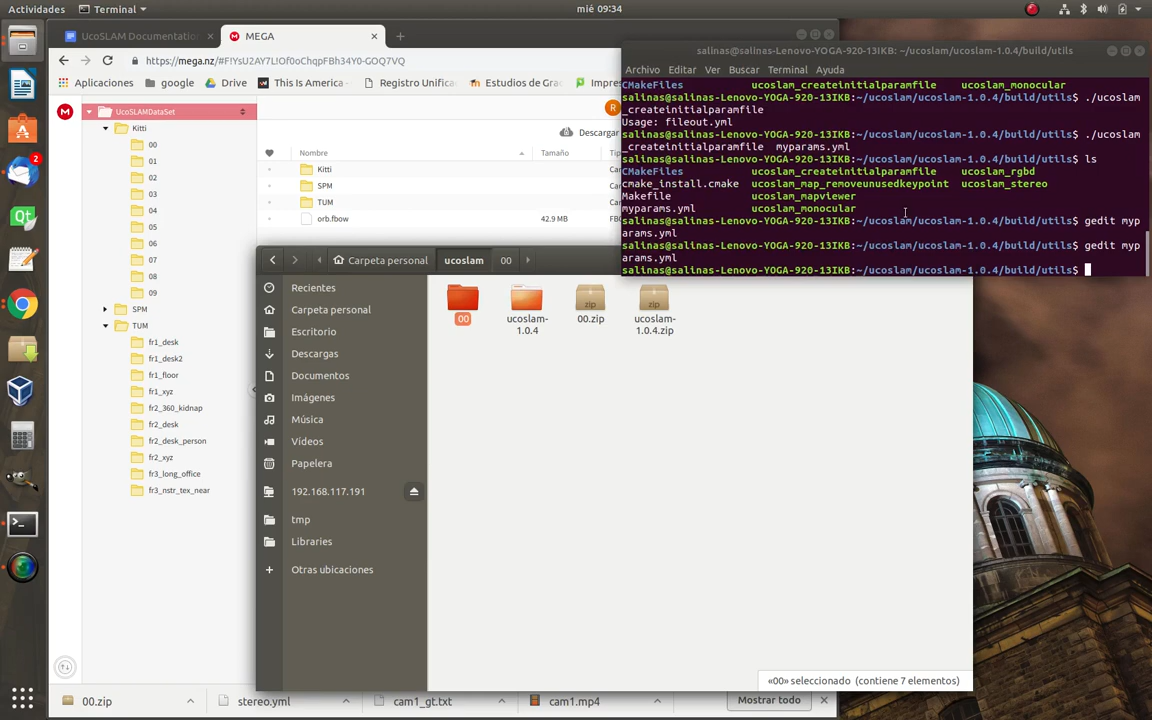 Actividades
Terminal
mié 09:34
UcoSLAM Documentatio
MEGA
https://mega.nz/#F!YsU2AY7L!Of0oChqpFBh34Y0-GOQ7VQ
Aplicaciones
google
Drive
This Is America
Registro Unifica
Estudios de Gra
Impres
UcoSLAMDataSet
Kitti
00
01
02
03
04
05
06
07
08
09
SPM
TUM
fr1_desk
fr1_desk2
fr1_floor
fr1_xyz
fr2_360_kidnap
fr2_desk
fr2_desk_person
fr2_xyz
fr3_long_office
fr3_nstr_tex_near
R
Descargar
Nombre
Tamaño
Tip
Kitti
Car
SPM
Car
TUM
Car
orb.fbow
42.9 MB
FBO
salinas@salinas-Lenovo-YOGA-920-13IKB: ~/ucoslam/ucoslam-1.0.4/build/utils
Archivo Editar Ver Buscar Terminal Ayuda
CMakeFiles ucoslam_createinitialparamfile ucoslam_monocular
salinas@salinas-Lenovo-YOGA-920-13IKB:~/ucoslam/ucoslam-1.0.4/build/utils$ ./ucoslam
_createinitialparamfile
Usage: fileout.yml
salinas@salinas-Lenovo-YOGA-920-13IKB:~/ucoslam/ucoslam-1.0.4/build/utils$ ./ucoslam
_createinitialparamfile myparams.yml
salinas@salinas-Lenovo-YOGA-920-13IKB:~/ucoslam/ucoslam-1.0.4/build/utils$ ls
CMakeFiles ucoslam_createinitialparamfile ucoslam_rgbd
cmake_install.cmake ucoslam_map_removeunusedkeypoint ucoslam_stereo
Makefile ucoslam_mapviewer
myparams.yml ucoslam_monocular
salinas@salinas-Lenovo-YOGA-920-13IKB:~/ucoslam/ucoslam-1.0.4/build/utils$ gedit myp
arams.yml
salinas@salinas-Lenovo-YOGA-920-13IKB:~/ucoslam/ucoslam-1.0.4/build/utils$ gedit myp
arams.yml
salinas@salinas-Lenovo-YOGA-920-13IKB:~/ucoslam/ucoslam-1.0.4/build/utils$
Carpeta personal
ucoslam
00
Recientes
Carpeta personal
Escritorio
Descargas
Documentos
Imágenes
Música
Vídeos
Papelera
192.168.117.191
tmp
Libraries
Otras ubicaciones
00
ucoslam-
1.0.4
zip
00.zip
zip
ucoslam-
1.0.4.zip
«00» seleccionado (contiene 7 elementos)
2
00.zip
stereo.yml
cam1_gt.txt
cam1.mp4
Mostrar todo